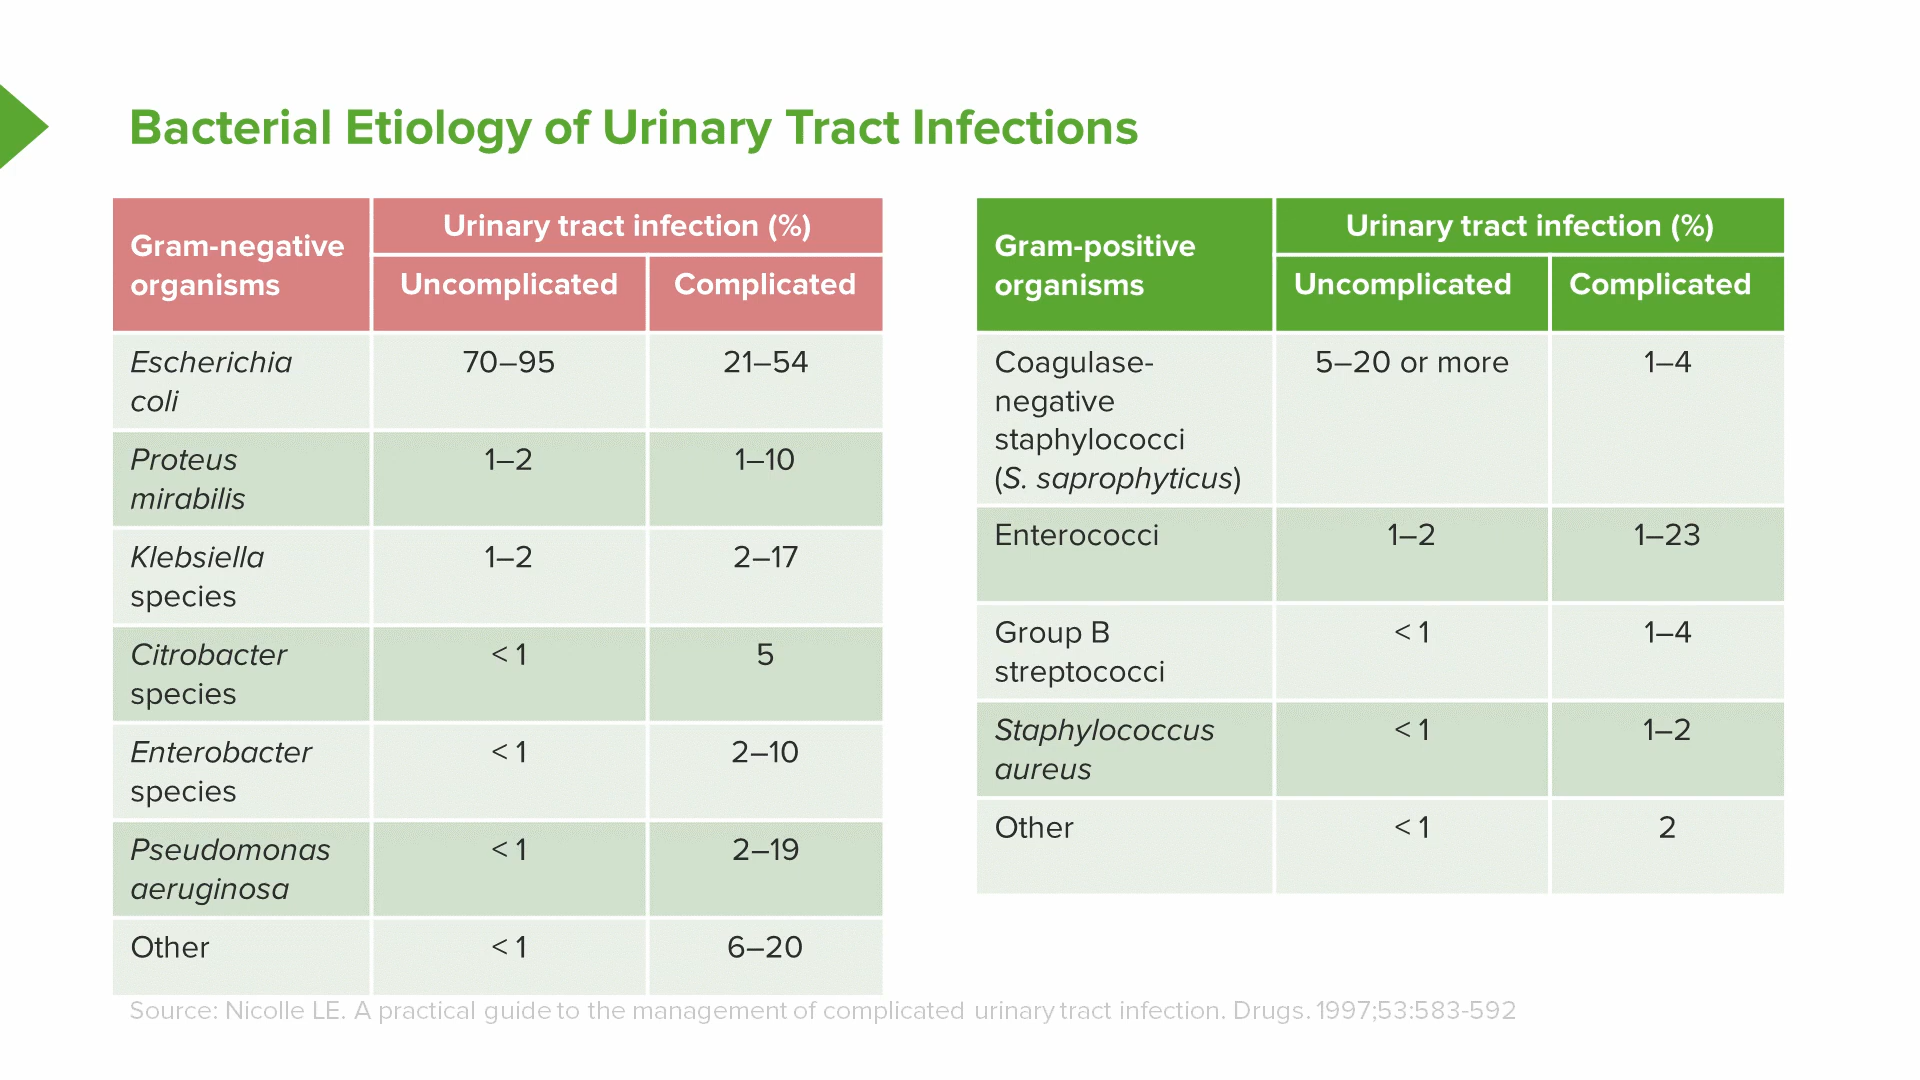 Bacterial Etiology of Urinary Tract Infections
Gram-negative
organisms
Urinary tract infection (%)
Uncomplicated
Complicated
Escherichia
coli
70–95
21–54
Proteus
mirabilis
1–2
1–10
Klebsiella
species
1–2
2–17
Citrobacter
species
< 1
5
Enterobacter
species
< 1
2–10
Pseudomonas
aeruginosa
< 1
2–19
Other
< 1
6–20
Gram-positive
organisms
Urinary tract infection (%)
Uncomplicated
Complicated
Coagulase-
negative
staphylococci
(S. saprophyticus)
5–20 or more
1–4
Enterococci
1–2
1–23
Group B
streptococci
< 1
1–4
Staphylococcus
aureus
< 1
1–2
Other
< 1
2
Source: Nicolle LE. A practical guide to the management of complicated urinary tract infection. Drugs. 1997;53:583-592